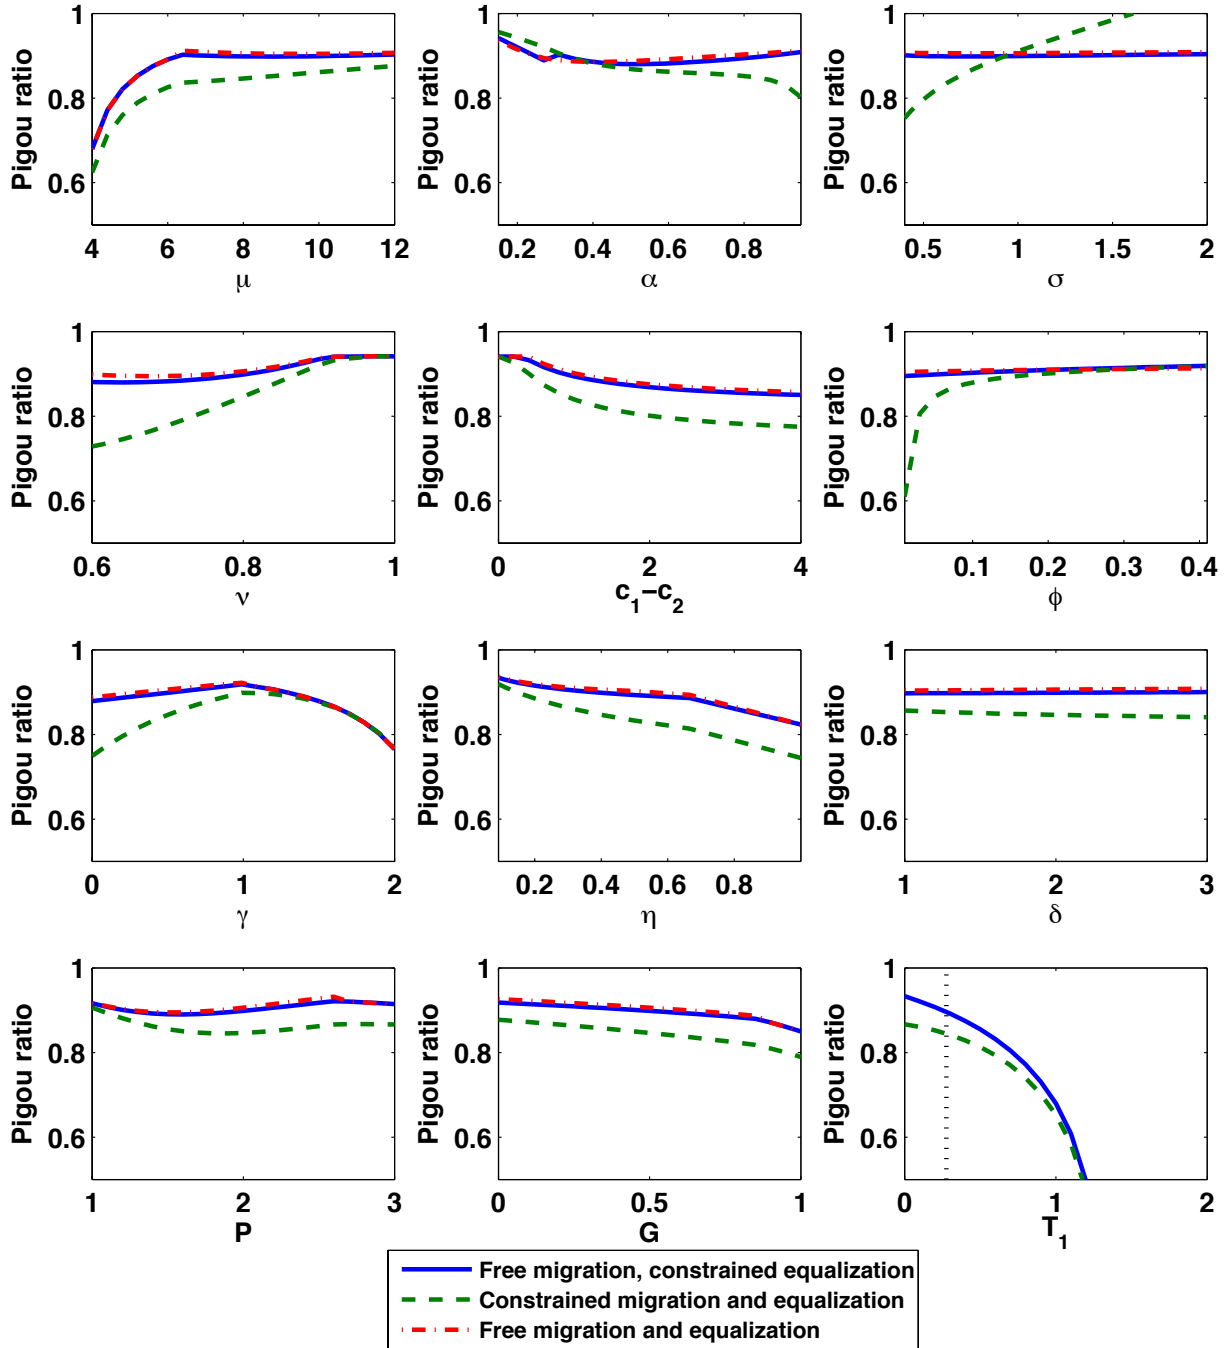 1
0.8
0.6
Pigou ratio
4 6 8 10 12
μ
1
0.8
0.6
Pigou ratio
0.2 0.4 0.6 0.8
α
1
0.8
0.6
Pigou ratio
0.5 1 1.5 2
σ
1
0.8
0.6
Pigou ratio
0.6 0.8 1
ν
1
0.8
0.6
Pigou ratio
0 2 4
c₁−c₂
1
0.8
0.6
Pigou ratio
0.1 0.2 0.3 0.4
ϕ
1
0.8
0.6
Pigou ratio
0 1 2
γ
1
0.8
0.6
Pigou ratio
0.2 0.4 0.6 0.8
η
1
0.8
0.6
Pigou ratio
1 2 3
δ
1
0.8
0.6
Pigou ratio
1 2 3
P
1
0.8
0.6
Pigou ratio
0 0.5 1
G
1
0.8
0.6
Pigou ratio
0 1 2
T₁
Free migration, constrained equalization
Constrained migration and equalization
Free migration and equalization